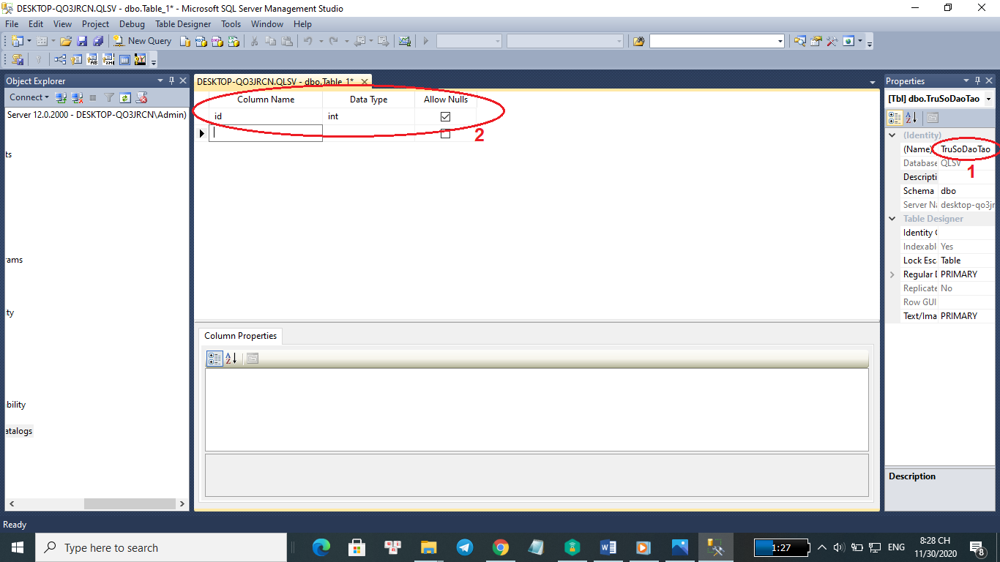 DESKTOP-QO3JRCN.QLSV - dbo.Table_1* - Microsoft SQL Server Management Studio
File Edit View Project Debug Table Designer Tools Window Help
New Query
Object Explorer
Connect
Server 12.0.2000 - DESKTOP-QO3JRCN\Admin)
ts
rams
ty
bility
atalogs
DESKTOP-QO3JRCN.QLSV - dbo.Table_1*
Column Name Data Type Allow Nulls
id int
2
Column Properties
Properties
[Tbl] dbo.TruSoDaoTao
(Identity)
(Name) TruSoDaoTao
Database QLSV
1
Descripti
Schema dbo
Server Na desktop-qo3jr
Table Designer
Identity C
Indexabl Yes
Lock Esc Table
Regular D PRIMARY
Replicate No
Row GUI
Text/Ima PRIMARY
Description
Ready
Type here to search
1:27
ENG
8:28 CH
11/30/2020
8